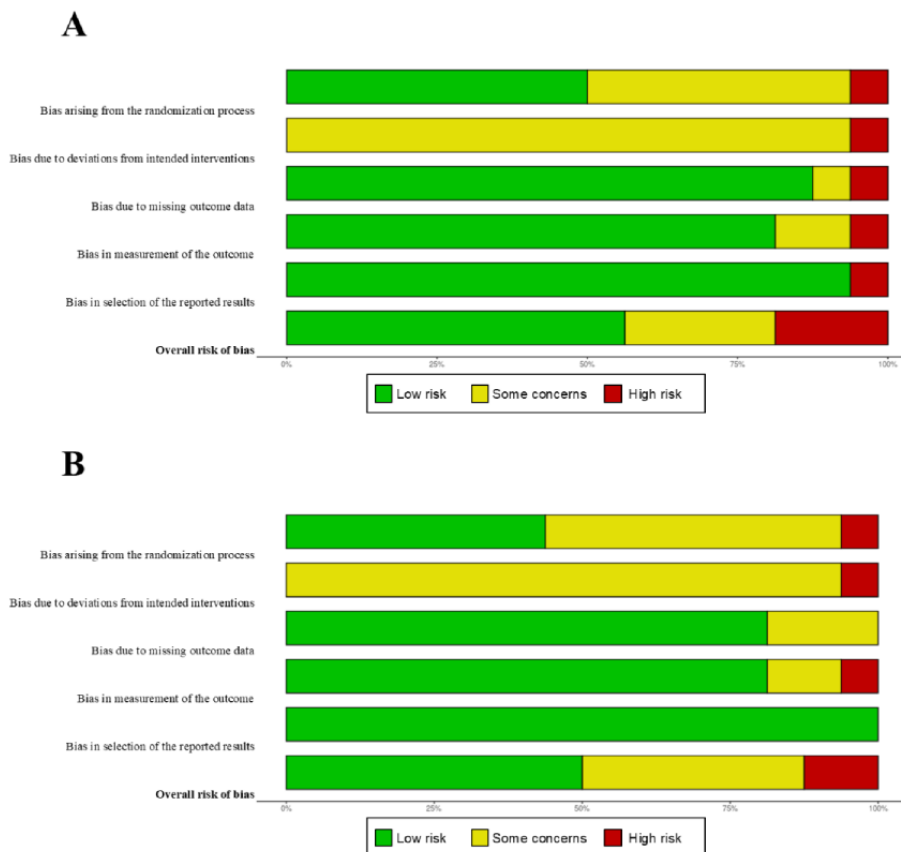 A
Bias arising from the randomization process
Bias due to deviations from intended interventions
Bias due to missing outcome data
Bias in measurement of the outcome
Bias in selection of the reported results
Overall risk of bias
0% 25% 50% 75% 100%
Low risk Some concerns High risk
B
Bias arising from the randomization process
Bias due to deviations from intended interventions
Bias due to missing outcome data
Bias in measurement of the outcome
Bias in selection of the reported results
Overall risk of bias
0% 25% 50% 75% 100%
Low risk Some concerns High risk